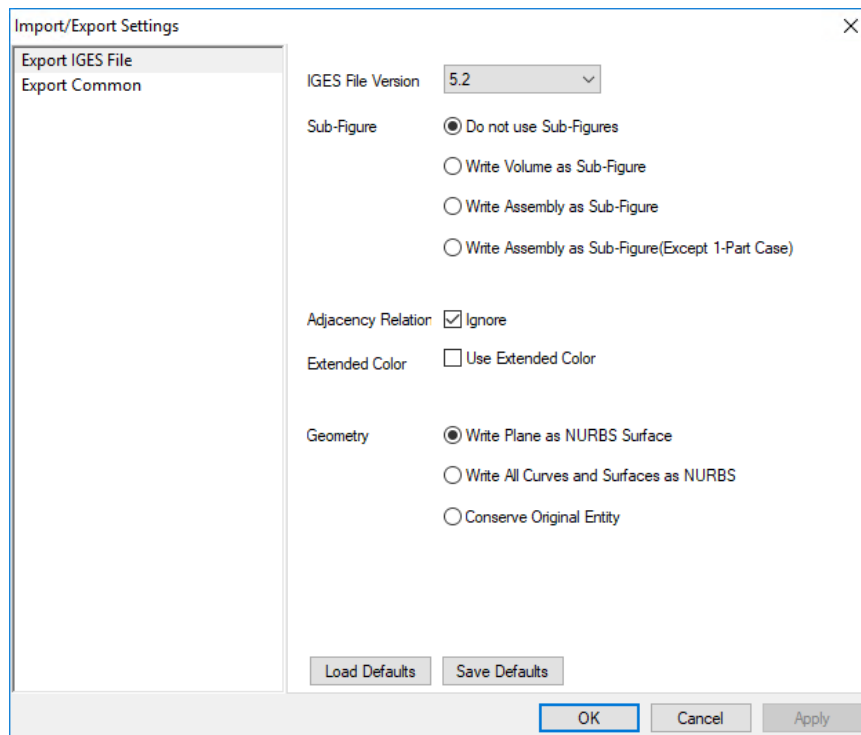 Import/Export Settings
Export IGES File
Export Common
IGES File Version 5.2
Sub-Figure Do not use Sub-Figures
Write Volume as Sub-Figure
Write Assembly as Sub-Figure
Write Assembly as Sub-Figure(Except 1-Part Case)
Adjacency Relation Ignore
Extended Color Use Extended Color
Geometry Write Plane as NURBS Surface
Write All Curves and Surfaces as NURBS
Conserve Original Entity
Load Defaults Save Defaults
OK Cancel Apply